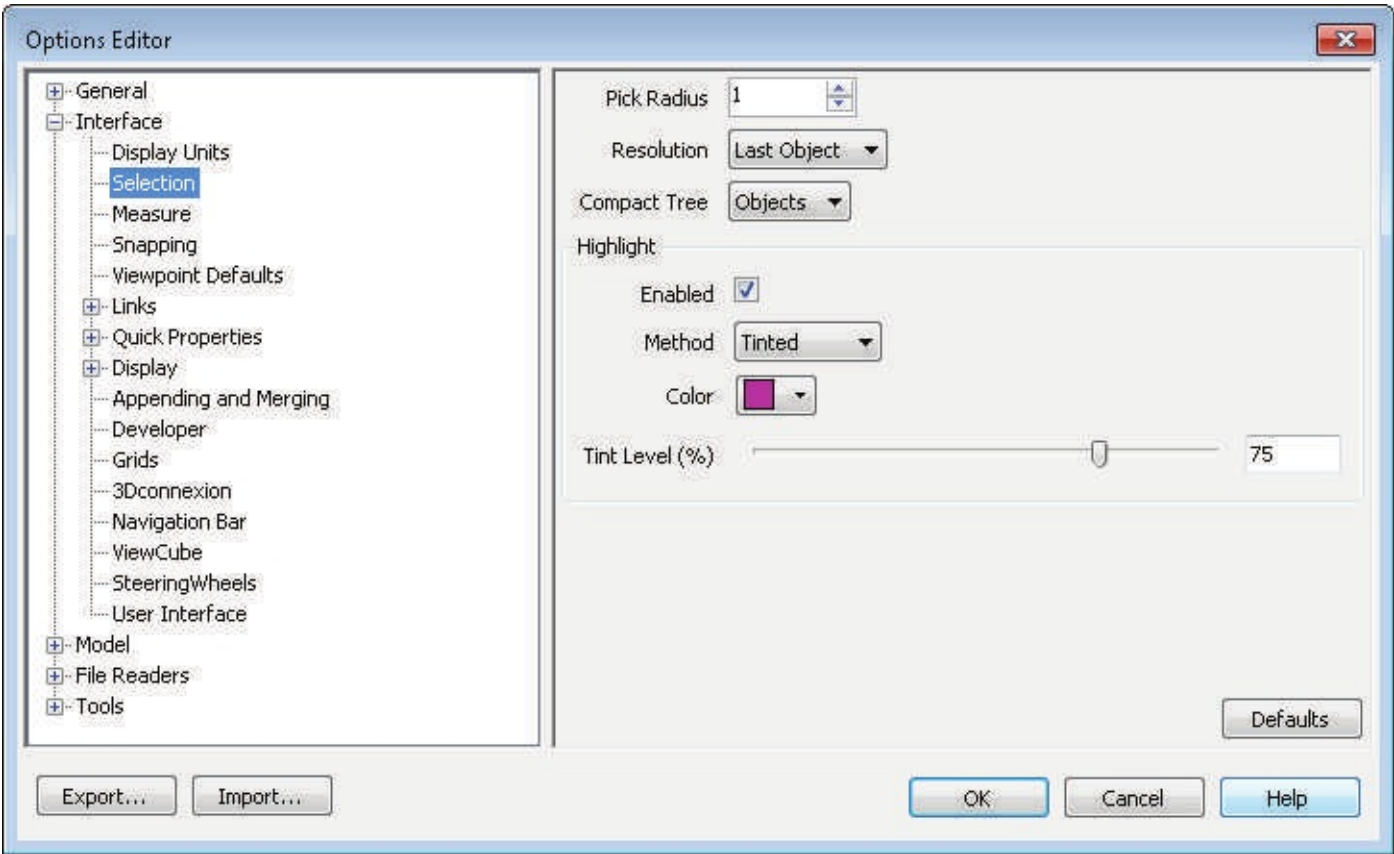 Options Editor
General
Interface
Display Units
Selection
Measure
Snapping
Viewpoint Defaults
Links
Quick Properties
Display
Appending and Merging
Developer
Grids
3Dconnexion
Navigation Bar
ViewCube
SteeringWheels
User Interface
Model
File Readers
Tools
Pick Radius 1
Resolution Last Object
Compact Tree Objects
Highlight
Enabled
Method Tinted
Color
Tint Level (%) 75
Defaults
Export... Import... OK Cancel Help